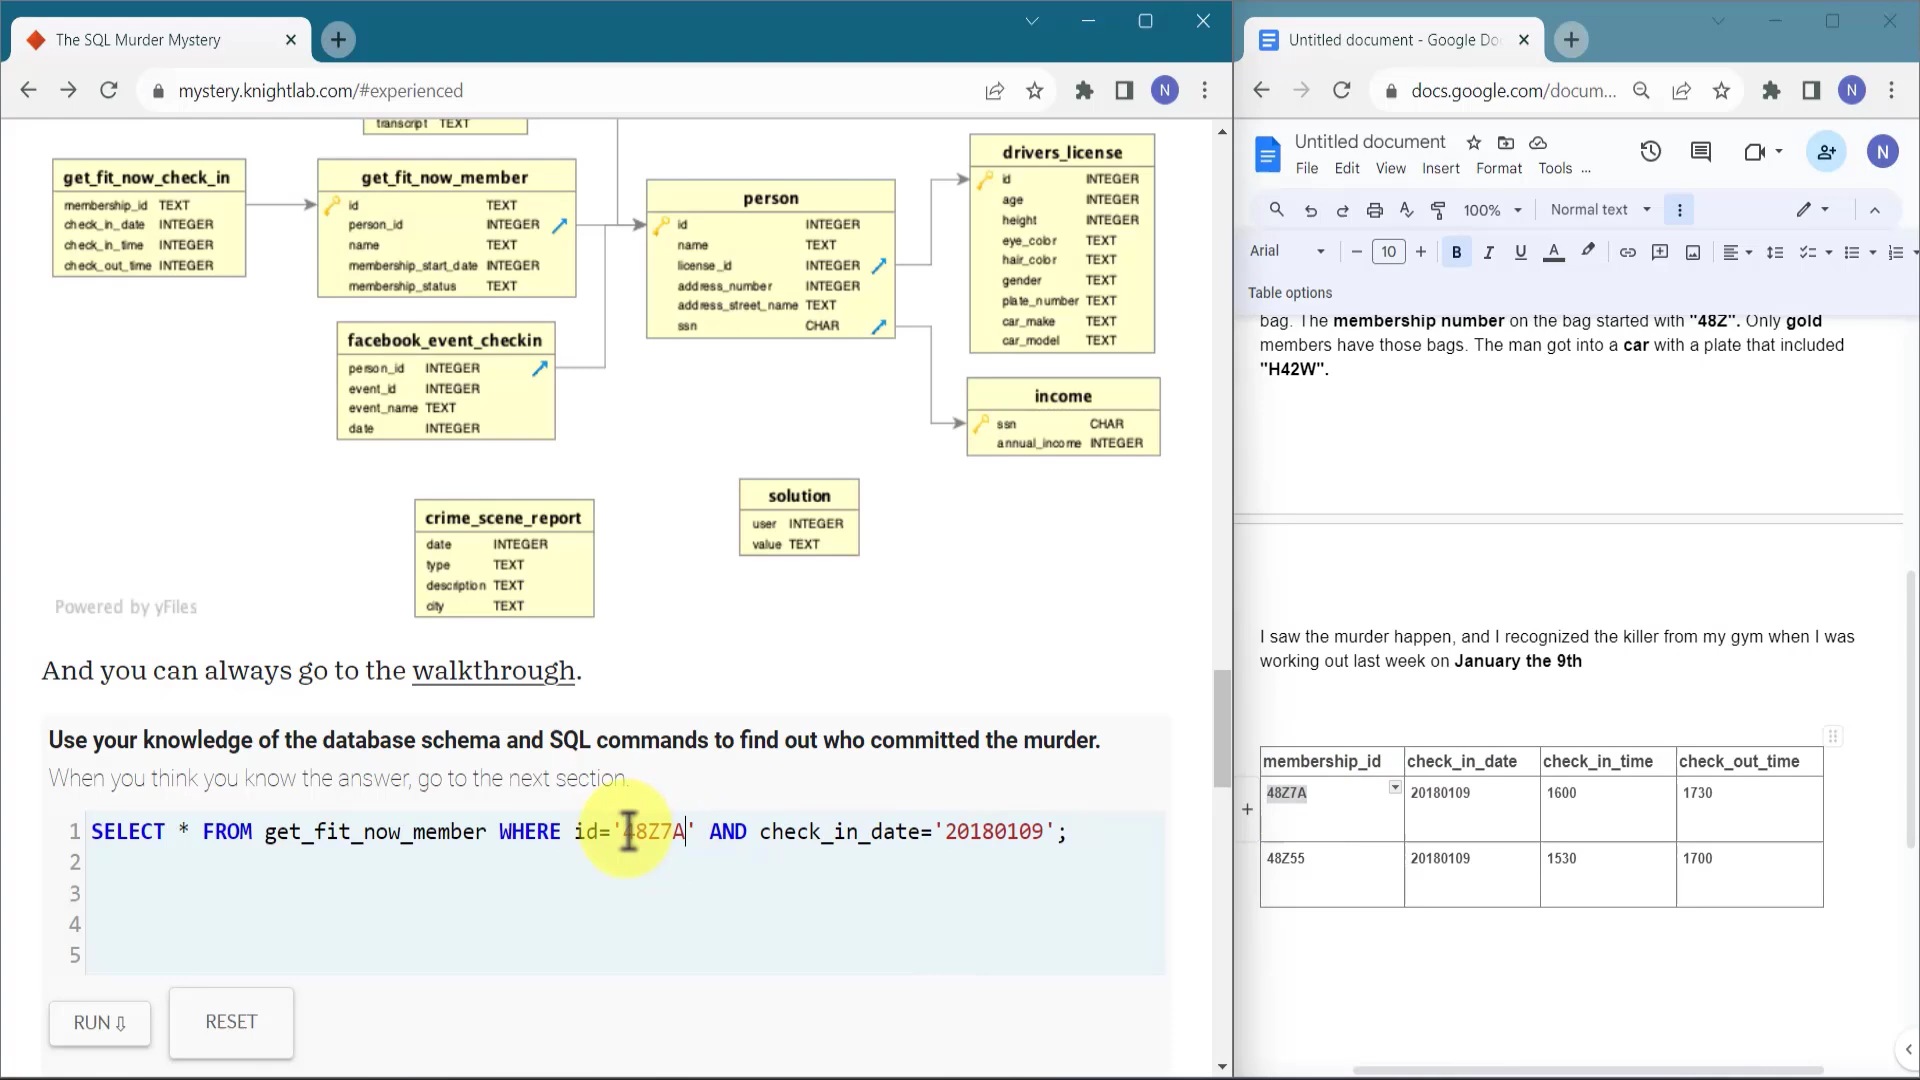 The SQL Murder Mystery
mystery.knightlab.com/#experienced
N
transcript TEXT
get_fit_now_check_in
membership_id TEXT
check_in_date INTEGER
check_in_time INTEGER
check_out_time INTEGER
get_fit_now_member
id TEXT
person_id INTEGER
name TEXT
membership_start_date INTEGER
membership_status TEXT
person
id INTEGER
name TEXT
license_id INTEGER
address_number INTEGER
address_street_name TEXT
ssn CHAR
drivers_license
id INTEGER
age INTEGER
height INTEGER
eye_color TEXT
hair_color TEXT
gender TEXT
plate_number TEXT
car_make TEXT
car_model TEXT
facebook_event_checkin
person_id INTEGER
event_id INTEGER
event_name TEXT
date INTEGER
income
ssn CHAR
annual_income INTEGER
solution
user INTEGER
value TEXT
crime_scene_report
date INTEGER
type TEXT
description TEXT
city TEXT
Powered by yFiles
And you can always go to the walkthrough.
Use your knowledge of the database schema and SQL commands to find out who committed the murder.
When you think you know the answer, go to the next section.
1 SELECT * FROM get_fit_now_member WHERE id='48Z7A' AND check_in_date='20180109';
2
3
4
5
RUN ⇩ RESET
Untitled document - Google Do
docs.google.com/docum...
N
Untitled document
File Edit View Insert Format Tools ...
N
100% Normal text
Arial − 10 + B I U A
Table options
bag. The membership number on the bag started with "48Z". Only gold
members have those bags. The man got into a car with a plate that included
"H42W".
I saw the murder happen, and I recognized the killer from my gym when I was
working out last week on January the 9th
membership_id check_in_date check_in_time check_out_time
48Z7A 20180109 1600 1730
48Z55 20180109 1530 1700